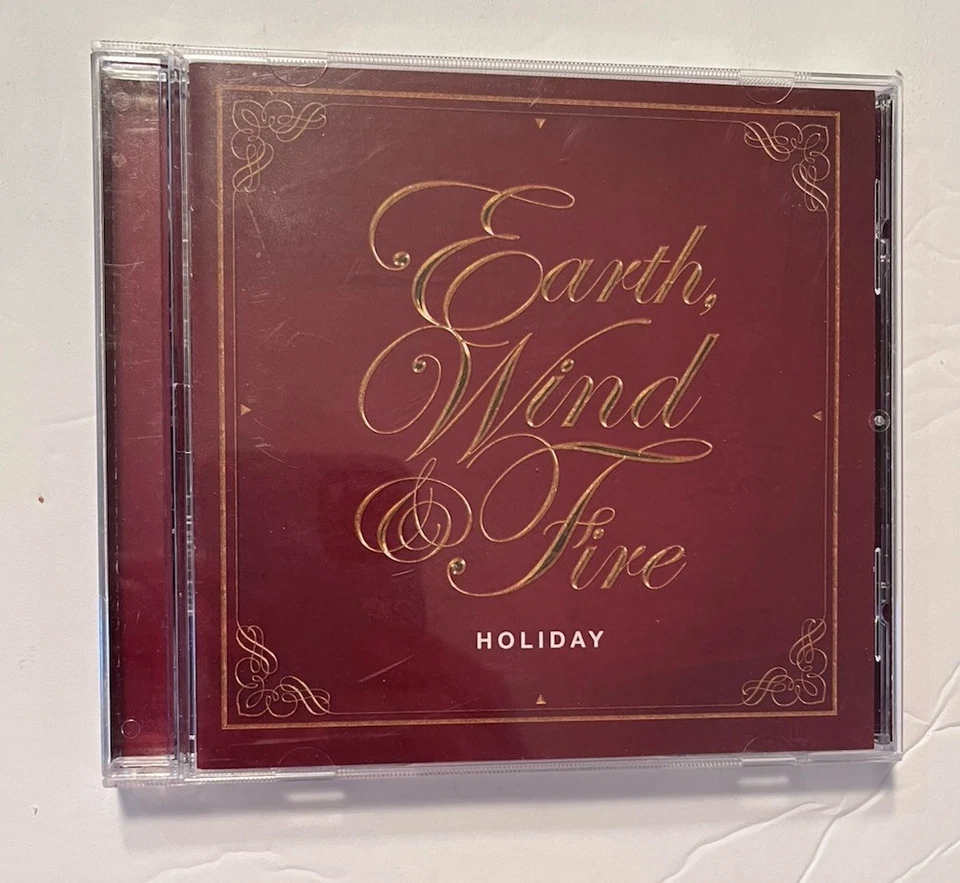 Earth,
Wind
& Fire
HOLIDAY